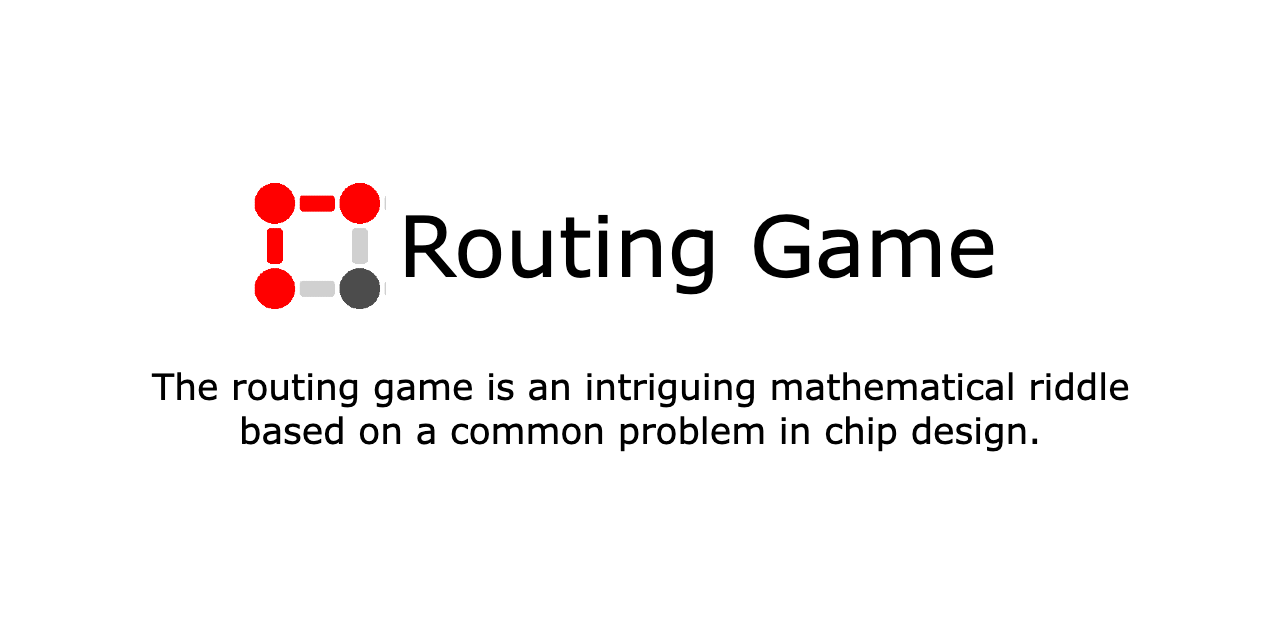 Routing Game
The routing game is an intriguing mathematical riddle
based on a common problem in chip design.